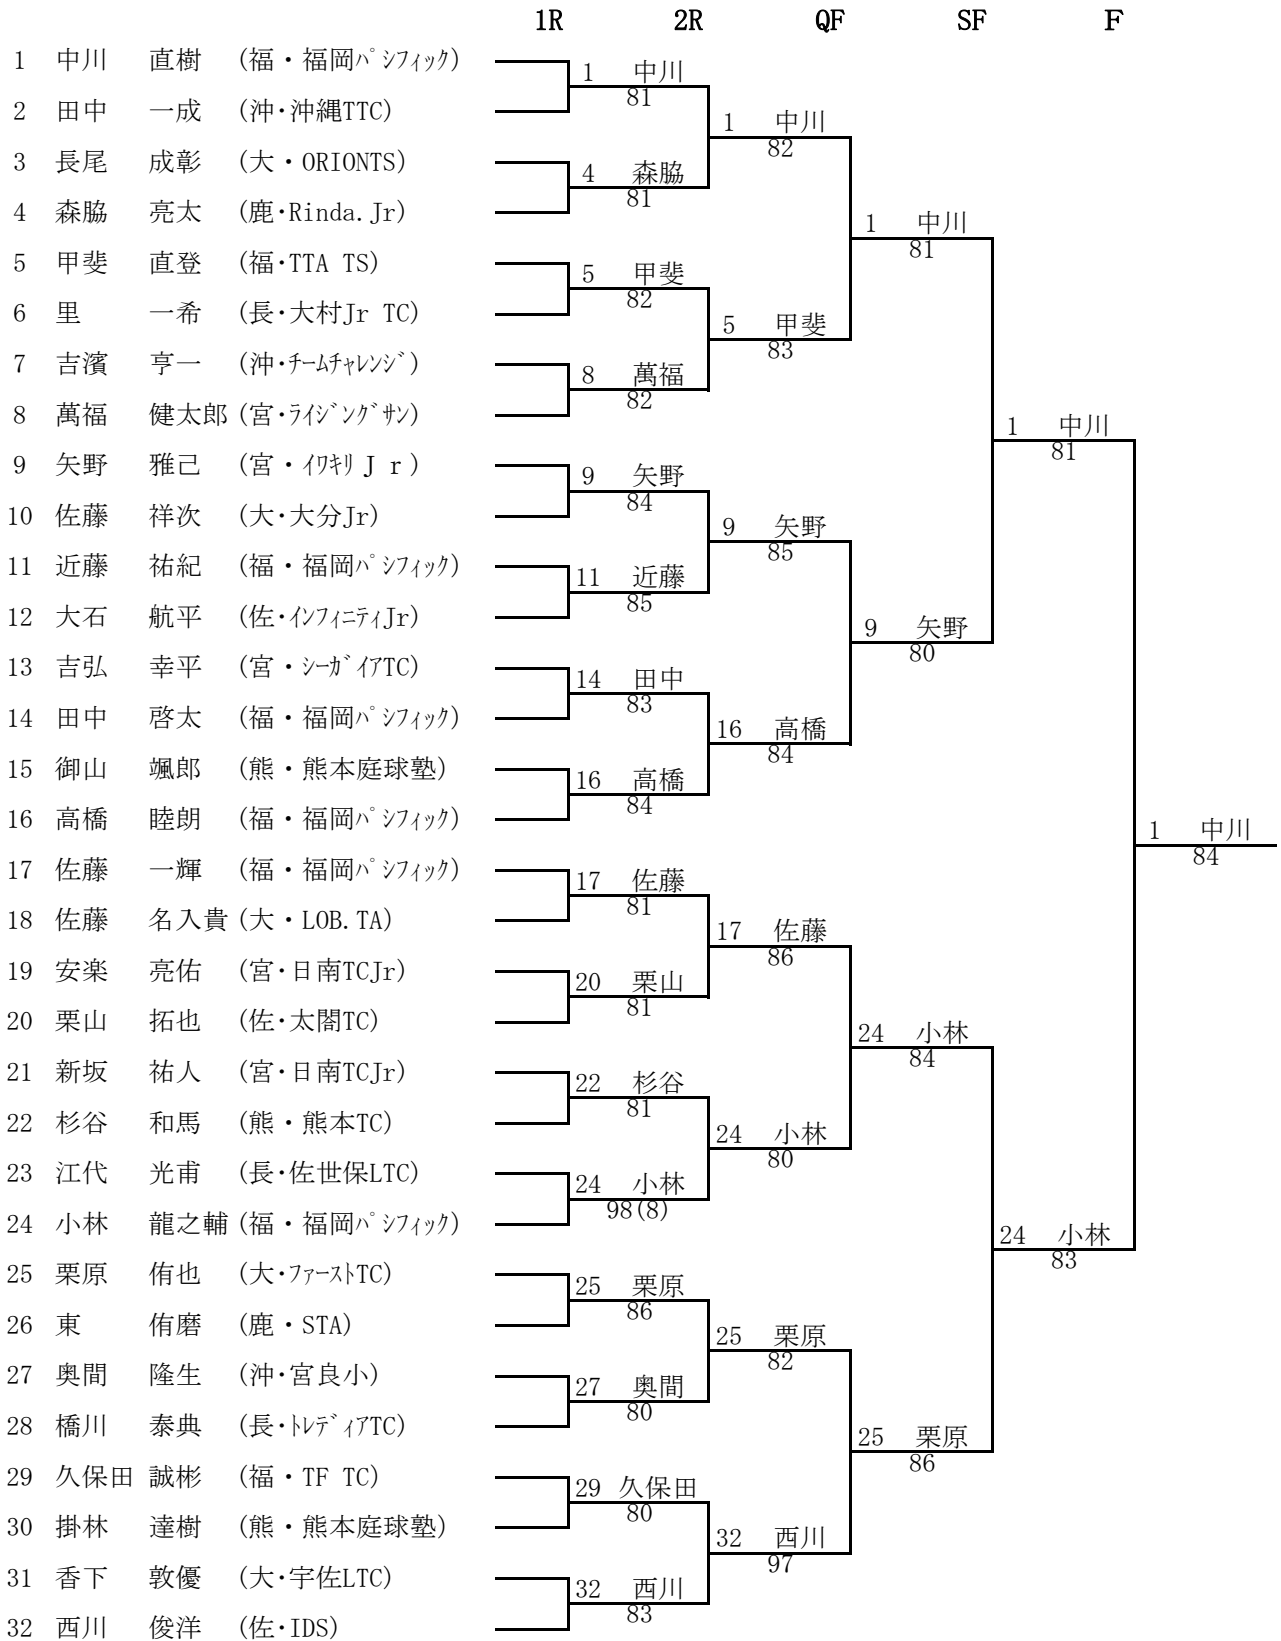 1R 2R QF SF F
1 中川 直樹 (福・福岡ﾊﾟｼﾌｨｯｸ)
1 中川
81
2 田中 一成 (沖・沖縄TTC)
1 中川
82
3 長尾 成彰 (大・ORIONTS)
4 森脇
81
4 森脇 亮太 (鹿・Rinda.Jr)
1 中川
81
5 甲斐 直登 (福・TTA TS)
5 甲斐
82
6 里 一希 (長・大村Jr TC)
5 甲斐
83
7 吉濱 亨一 (沖・ﾁｰﾑﾁｬﾚﾝｼﾞ)
8 萬福
82
8 萬福 健太郎 (宮・ﾗｲｼﾞﾝｸﾞｻﾝ)
1 中川
81
9 矢野 雅己 (宮・ｲﾜｷﾘＪｒ)
9 矢野
84
10 佐藤 祥次 (大・大分Jr)
9 矢野
85
11 近藤 祐紀 (福・福岡ﾊﾟｼﾌｨｯｸ)
11 近藤
85
12 大石 航平 (佐・ｲﾝﾌｨﾆﾃｨJr)
9 矢野
80
13 吉弘 幸平 (宮・ｼｰｶﾞｲｱTC)
14 田中
83
14 田中 啓太 (福・福岡ﾊﾟｼﾌｨｯｸ)
16 高橋
84
15 御山 颯郎 (熊・熊本庭球塾)
16 高橋
84
16 高橋 睦朗 (福・福岡ﾊﾟｼﾌｨｯｸ)
1 中川
84
17 佐藤 一輝 (福・福岡ﾊﾟｼﾌｨｯｸ)
17 佐藤
81
18 佐藤 名入貴 (大・LOB.TA)
17 佐藤
86
19 安楽 亮佑 (宮・日南TCJr)
20 栗山
81
20 栗山 拓也 (佐・太閤TC)
24 小林
84
21 新坂 祐人 (宮・日南TCJr)
22 杉谷
81
22 杉谷 和馬 (熊・熊本TC)
24 小林
80
23 江代 光甫 (長・佐世保LTC)
24 小林
98(8)
24 小林 龍之輔 (福・福岡ﾊﾟｼﾌｨｯｸ)
24 小林
83
25 栗原 侑也 (大・ﾌｧｰｽﾄTC)
25 栗原
86
26 東 侑磨 (鹿・STA)
25 栗原
82
27 奥間 隆生 (沖・宮良小)
27 奥間
80
28 橋川 泰典 (長・ﾄﾚﾃﾞｨｱTC)
25 栗原
86
29 久保田 誠彬 (福・TF TC)
29 久保田
80
30 掛林 達樹 (熊・熊本庭球塾)
32 西川
97
31 香下 敦優 (大・宇佐LTC)
32 西川
83
32 西川 俊洋 (佐・IDS)